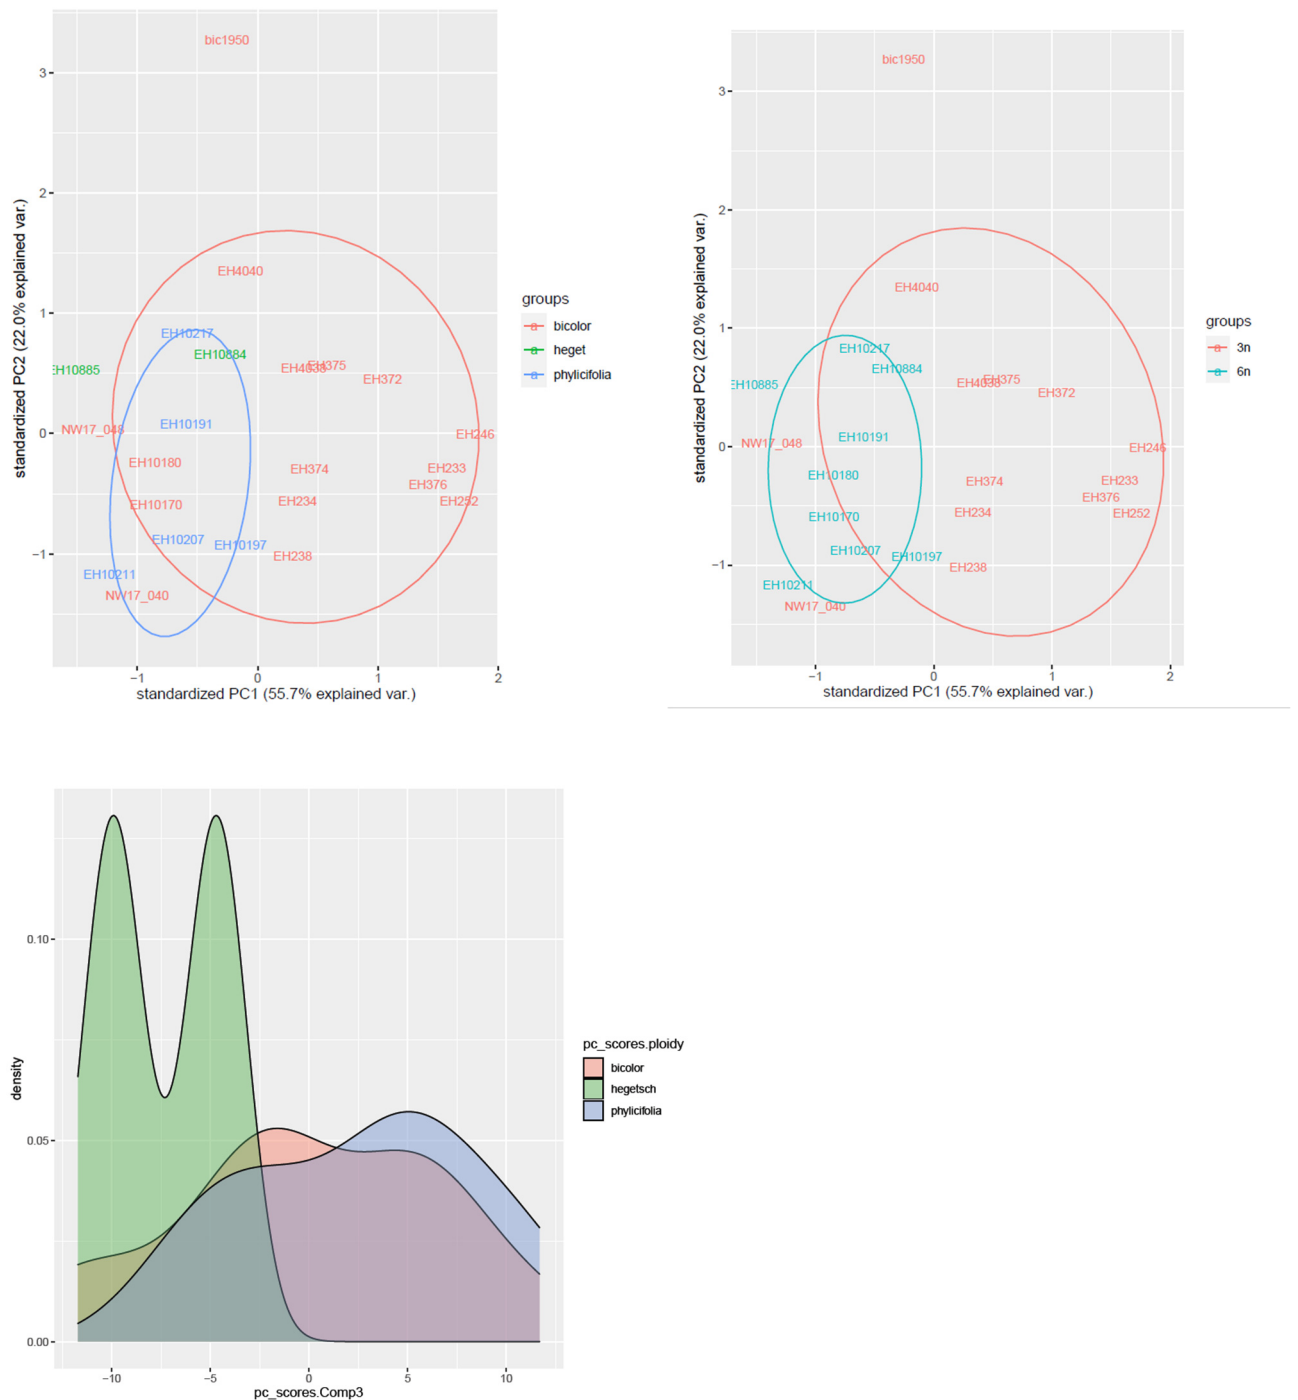 bic1950
3
2
EH4040
1
EH10217
EH10884
EH4038
EH375
EH10885
EH372
EH10191
NW17_048
0
EH246
EH10180
EH374
EH233
EH376
EH10170
EH234
EH252
EH10207
EH10197
−1
EH238
EH10211
NW17_040
−1
0
1
2
standardized PC1 (55.7% explained var.)
standardized PC2 (22.0% explained var.)
groups
a bicolor
a heget
a phylicifolia
bic1950
3
2
EH4040
1
EH10217
EH10884
EH4038
EH375
EH10885
EH372
EH10191
NW17_048
0
EH246
EH10180
EH374
EH233
EH376
EH10170
EH234
EH252
EH10207
EH10197
−1
EH238
EH10211
NW17_040
−1
0
1
2
standardized PC1 (55.7% explained var.)
standardized PC2 (22.0% explained var.)
groups
a 3n
a 6n
0.10
0.05
0.00
density
−10
−5
0
5
10
pc_scores.Comp3
pc_scores.ploidy
bicolor
hegetsch
phylicifolia